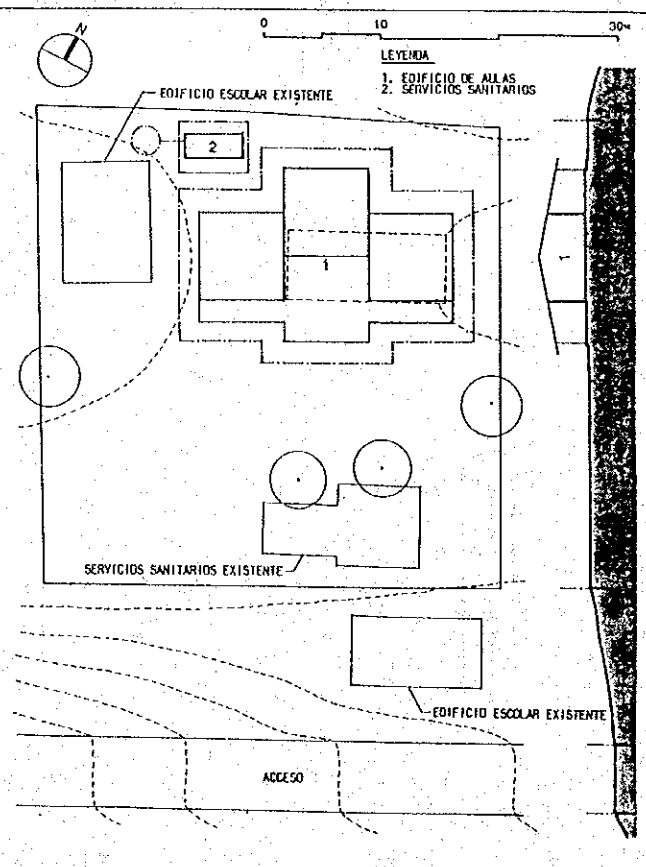 N
0 10 30M
LEYENDA
1. EDIFICIO DE AULAS
2. SERVICIOS SANITARIOS
EDIFICIO ESCOLAR EXISTENTE
2
1
1
SERVICIOS SANITARIOS EXISTENTE
EDIFICIO ESCOLAR EXISTENTE
ACCESO